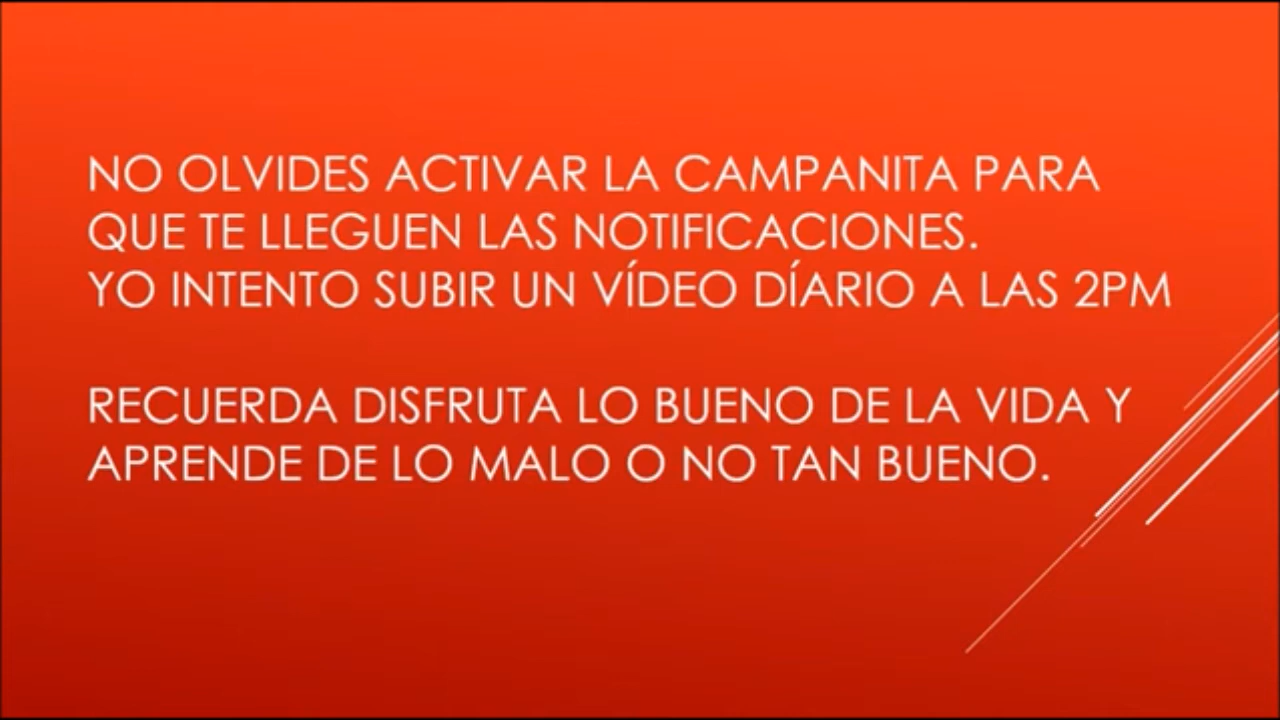 NO OLVIDES ACTIVAR LA CAMPANITA PARA
QUE TE LLEGUEN LAS NOTIFICACIONES.
YO INTENTO SUBIR UN VÍDEO DÍARIO A LAS 2PM
RECUERDA DISFRUTA LO BUENO DE LA VIDA Y
APRENDE DE LO MALO O NO TAN BUENO.